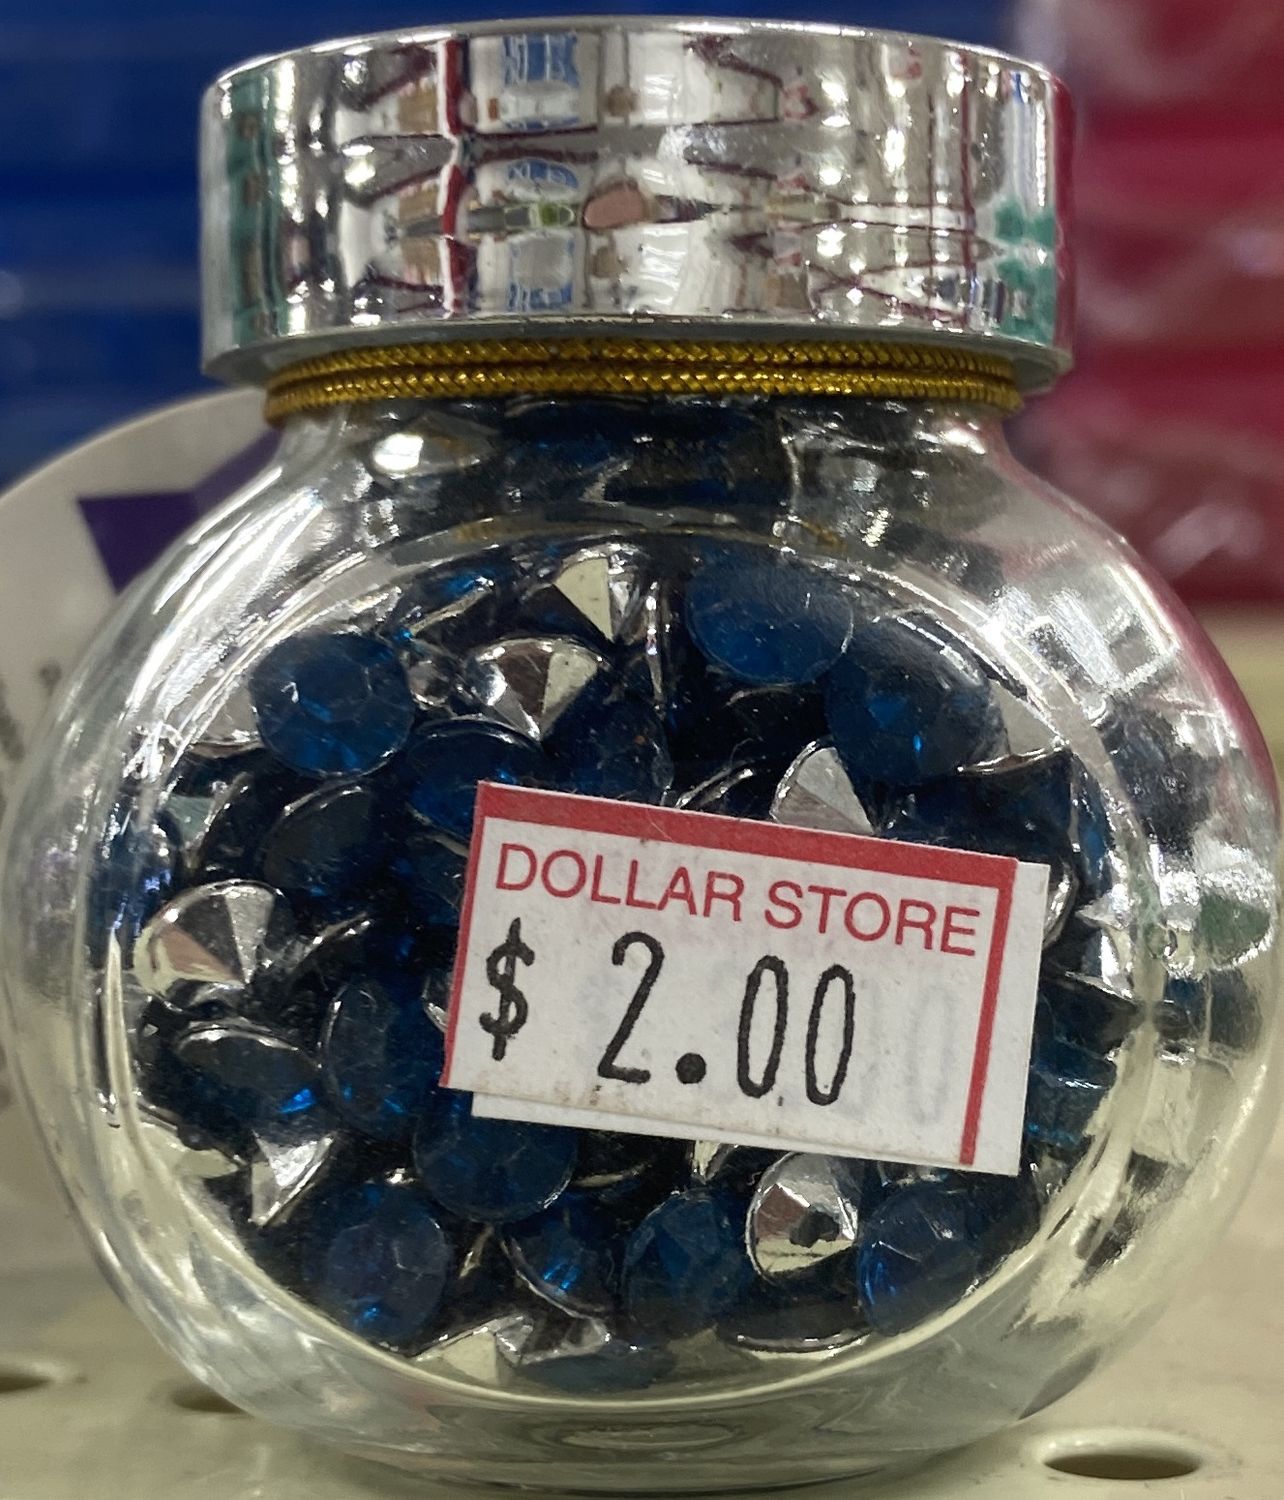 DOLLAR STORE
$ 2.00